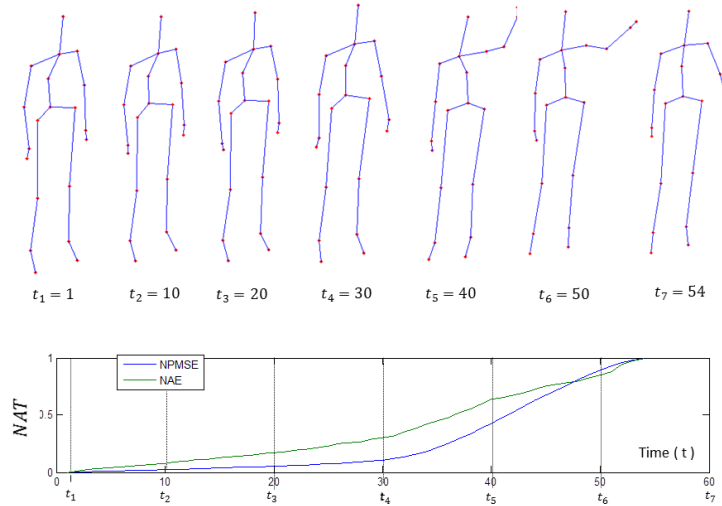 t₁ = 1
t₂ = 10
t₃ = 20
t₄ = 30
t₅ = 40
t₆ = 50
t₇ = 54
1
NPMSE
NAE
0.5
NAT
Time ( t )
0
0
10
20
30
40
50
60
t₁
t₂
t₃
t₄
t₅
t₆
t₇